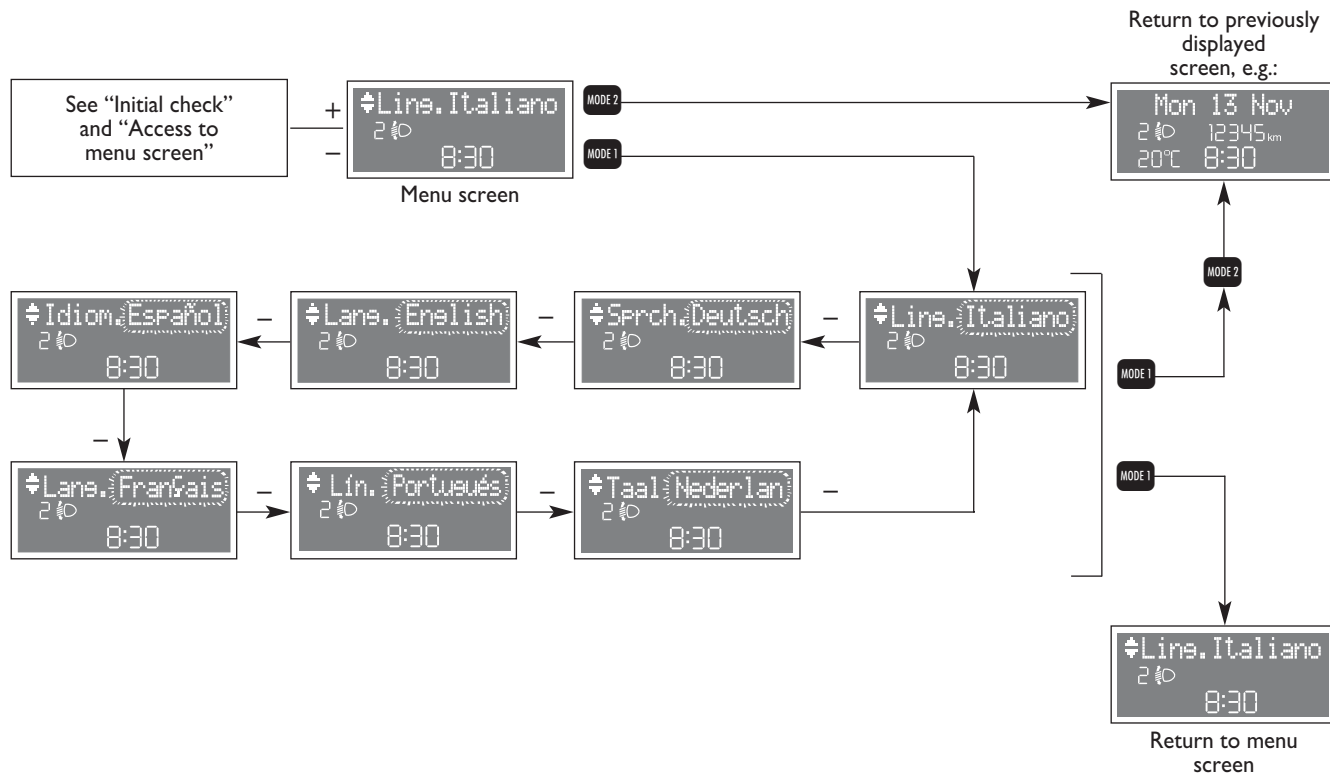 Return to previously
displayed
screen, e.g.:
See “Initial check”
and “Access to
menu screen”
+
−
Ling.Italiano
2
8:30
Menu screen
MODE 2
MODE 1
Mon 13 Nov
2 12345 km
20°C 8:30
MODE 2
Idiom.Español
2
8:30
−
Lang.English
2
8:30
−
Sprch.Deutsch
2
8:30
−
Ling.Italiano
2
8:30
MODE 1
−
Lang.Français
2
8:30
−
Lín.Portugués
2
8:30
−
Taal Nederlan
2
8:30
−
MODE 1
Ling.Italiano
2
8:30
Return to menu
screen